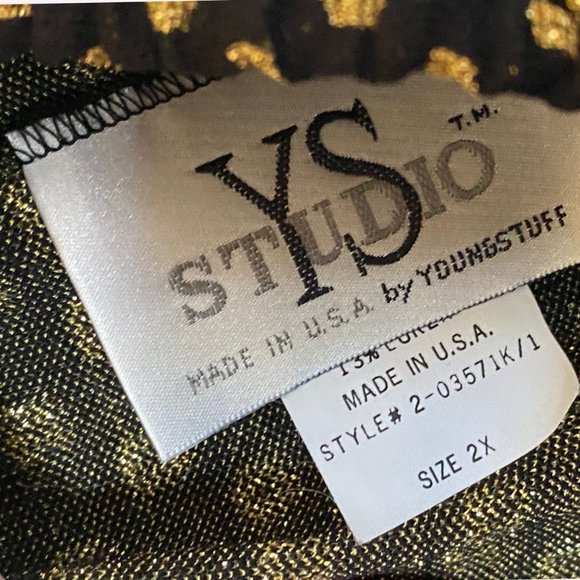 YS
STUDIO T.M.
MADE IN U.S.A. by YOUNGSTUFF
MADE IN U.S.A.
STYLE# 2-03571K/1
SIZE 2X